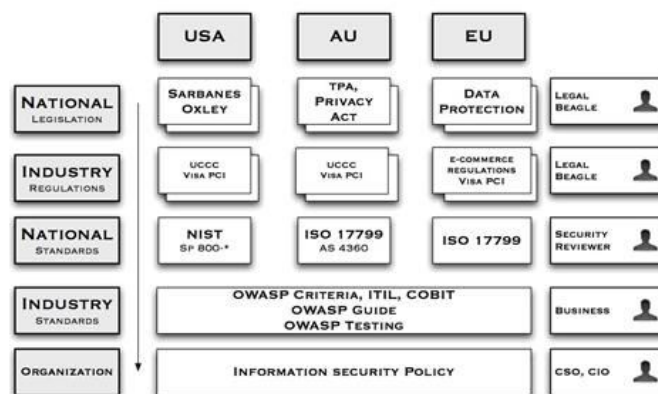 USA
AU
EU
NATIONAL
LEGISLATION
SARBANES
OXLEY
TPA,
PRIVACY
ACT
DATA
PROTECTION
LEGAL
BEAGLE
INDUSTRY
REGULATIONS
UCCC
VISA PCI
UCCC
VISA PCI
E-COMMERCE
REGULATIONS
VISA PCI
LEGAL
BEAGLE
NATIONAL
STANDARDS
NIST
SP 800-*
ISO 17799
AS 4360
ISO 17799
SECURITY
REVIEWER
INDUSTRY
STANDARDS
OWASP CRITERIA, ITIL, COBIT
OWASP GUIDE
OWASP TESTING
BUSINESS
ORGANIZATION
INFORMATION SECURITY POLICY
CSO, CIO